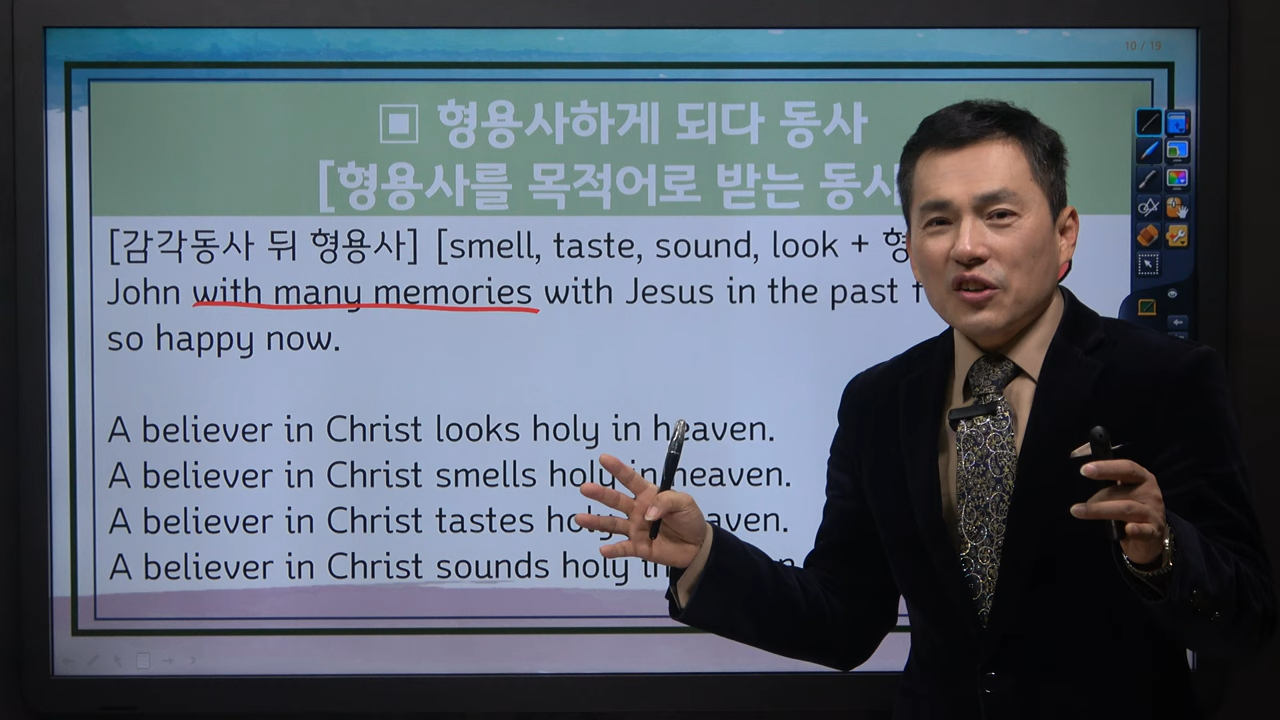 10 / 19
▣ 형용사하게 되다 동사
[형용사를 목적어로 받는 동사
[감각동사 뒤 형용사] [smell, taste, sound, look + 형
John with many memories with Jesus in the past f
so happy now.
A believer in Christ looks holy in heaven.
A believer in Christ smells holy in heaven.
A believer in Christ tastes holy heaven.
A believer in Christ sounds holy in